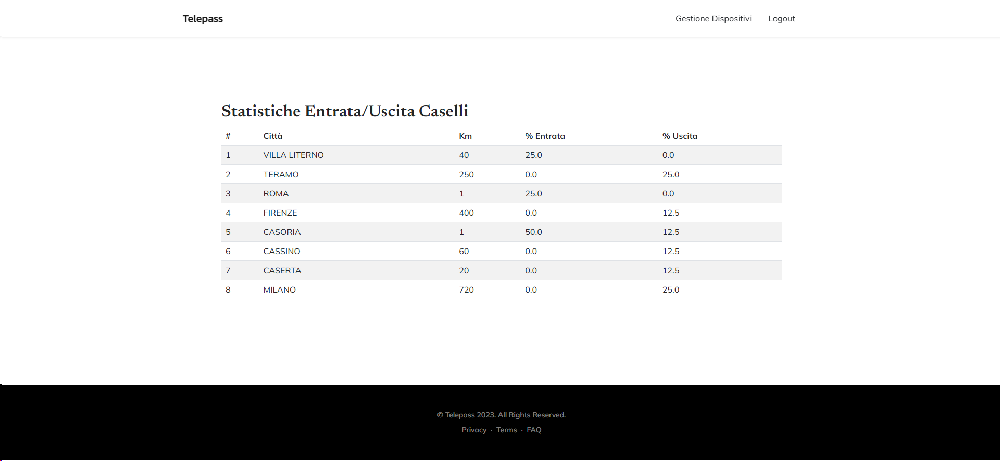 Telepass Gestione Dispositivi Logout
Statistiche Entrata/Uscita Caselli
# Città Km % Entrata % Uscita
1 VILLA LITERNO 40 25.0 0.0
2 TERAMO 250 0.0 25.0
3 ROMA 1 25.0 0.0
4 FIRENZE 400 0.0 12.5
5 CASORIA 1 50.0 12.5
6 CASSINO 60 0.0 12.5
7 CASERTA 20 0.0 12.5
8 MILANO 720 0.0 25.0
© Telepass 2023. All Rights Reserved.
Privacy · Terms · FAQ